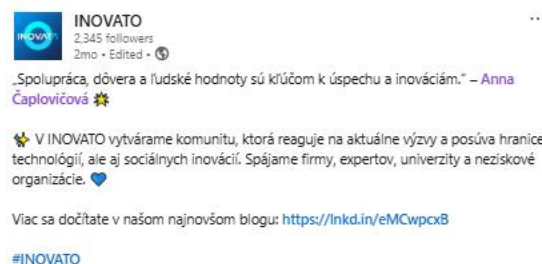 INOVATO
INOVATO
2,345 followers
2mo • Edited •
„Spolupráca, dôvera a ľudské hodnoty sú kľúčom k úspechu a inováciám.“ – Anna
Čaplovičová
V INOVATO vytvárame komunitu, ktorá reaguje na aktuálne výzvy a posúva hranice
technológií, ale aj sociálnych inovácií. Spájame firmy, expertov, univerzity a neziskové
organizácie.
Viac sa dočítate v našom najnovšom blogu: https://lnkd.in/eMCwpcxB
#INOVATO